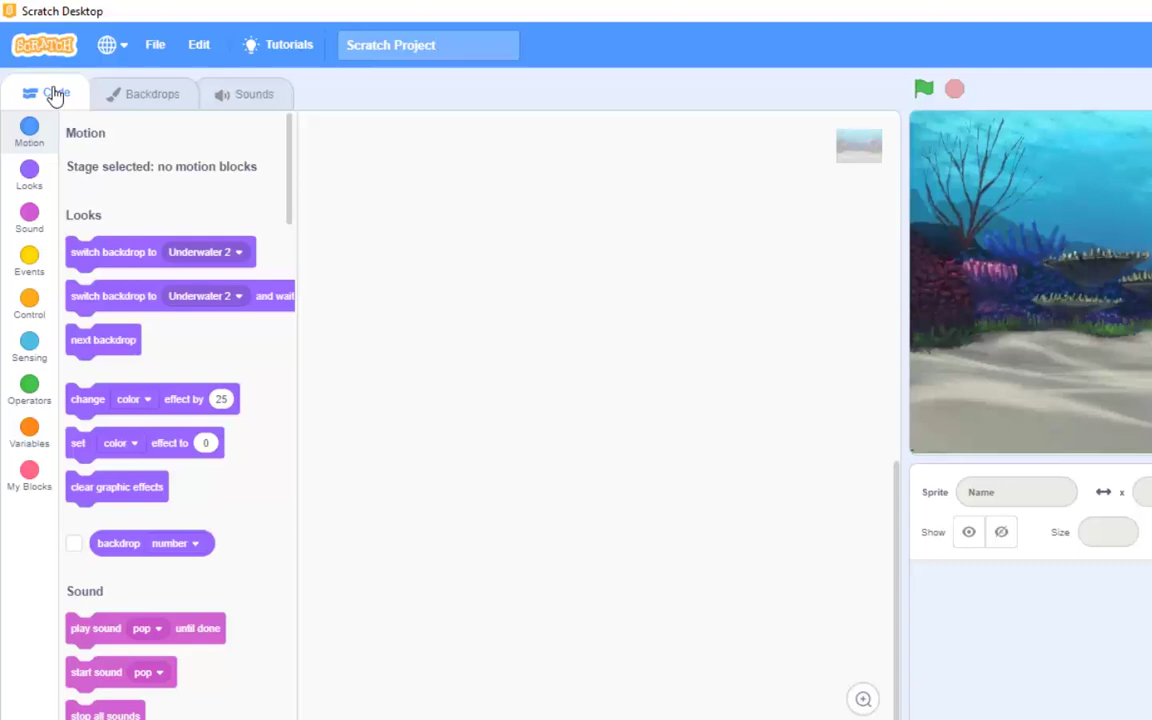 Scratch Desktop
SCRATCH File Edit Tutorials Scratch Project
Backdrops Sounds
Motion
Looks
Sound
Events
Control
Sensing
Operators
Variables
My Blocks
Motion
Stage selected: no motion blocks
Looks
switch backdrop to Underwater 2
switch backdrop to Underwater 2 and wait
next backdrop
change color effect by 25
set color effect to 0
clear graphic effects
backdrop number
Sound
play sound pop until done
start sound pop
stop all sounds
Sprite Name x
Show Size